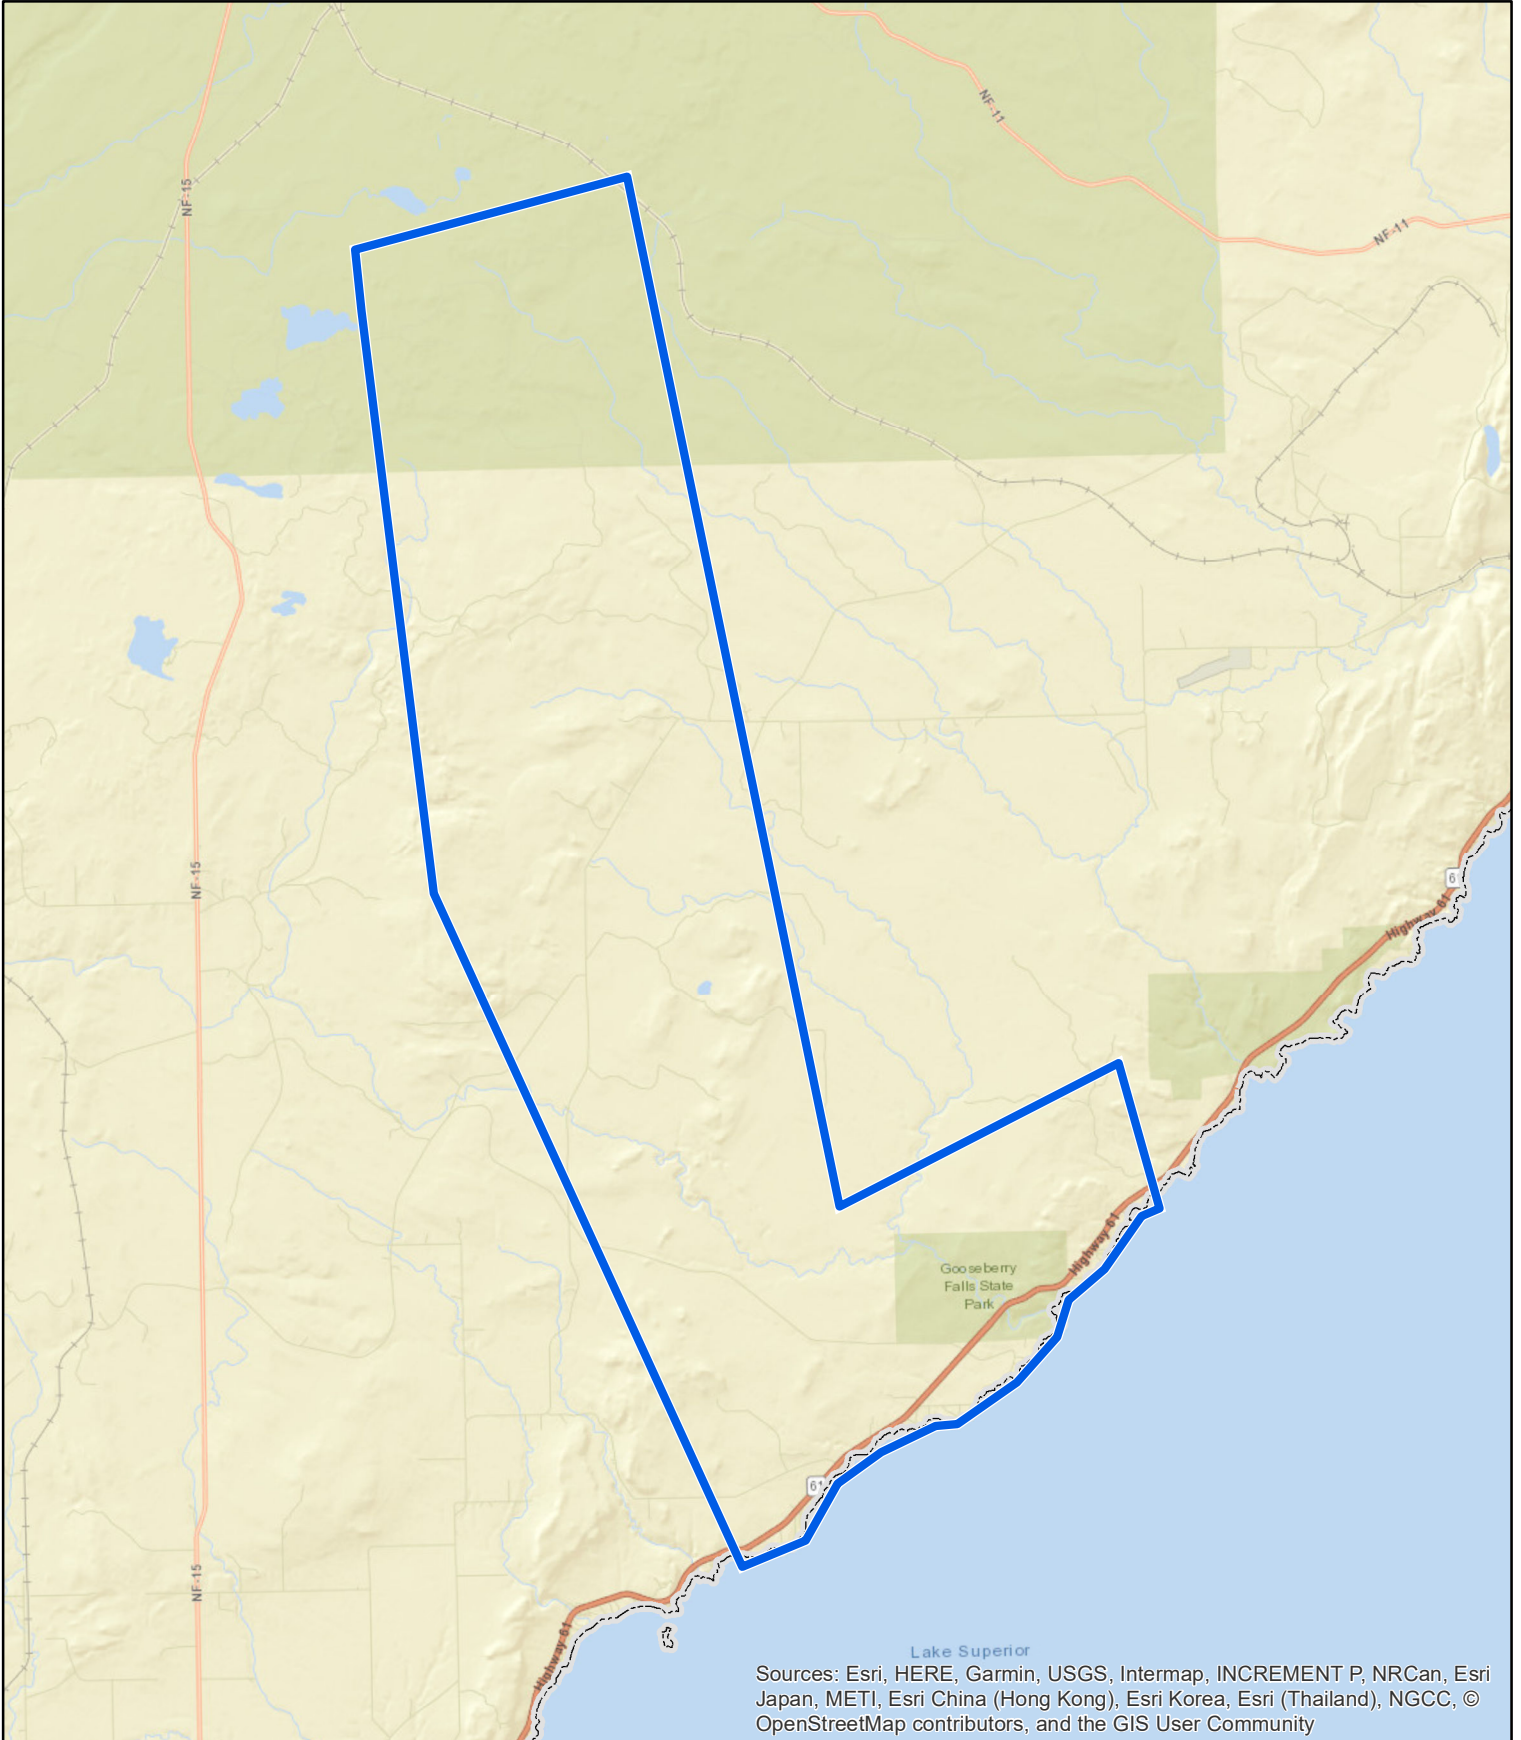 NF-11
NF-15
NF-11
NF-15
6
Highway 61
Highway 61
Gooseberry
Falls State
Park
61
NF-15
Highway 61
Lake Superior
Sources: Esri, HERE, Garmin, USGS, Intermap, INCREMENT P, NRCan, Esri
Japan, METI, Esri China (Hong Kong), Esri Korea, Esri (Thailand), NGCC, ©
OpenStreetMap contributors, and the GIS User Community